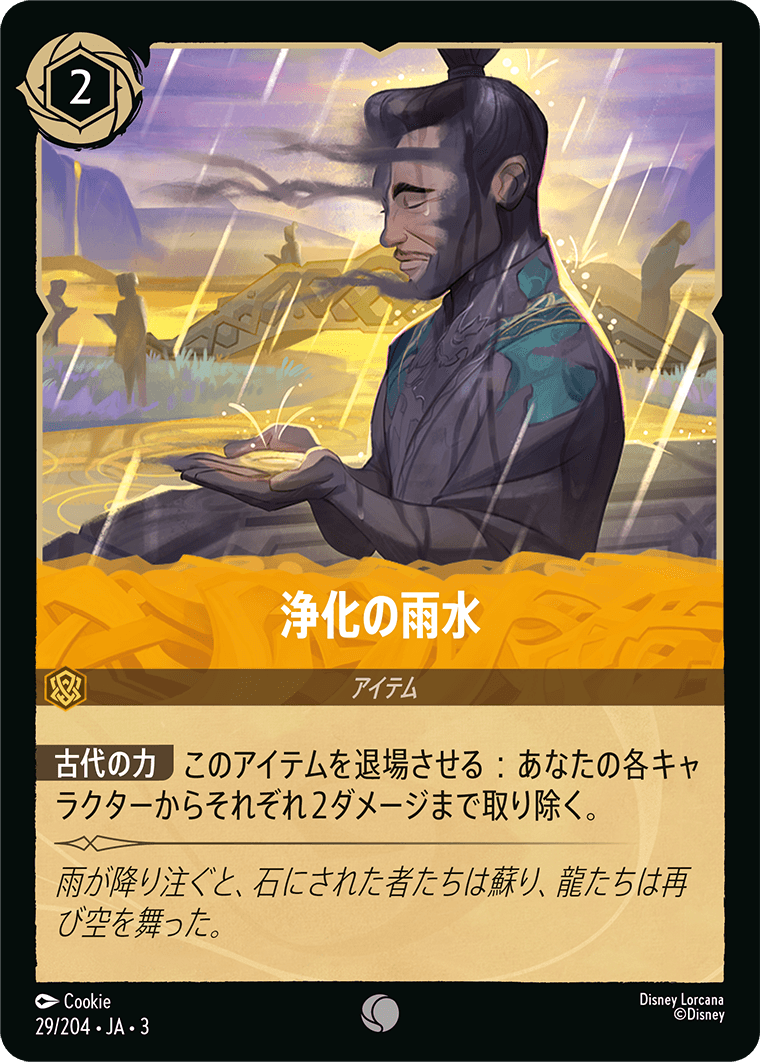 2
浄化の雨水
アイテム
古代の力 このアイテムを退場させる：あなたの各キャ
ラクターからそれぞれ2ダメージまで取り除く。
雨が降り注ぐと、石にされた者たちは蘇り、龍たちは再
び空を舞った。
Cookie
Disney Lorcana
29/204 • JA • 3
©Disney